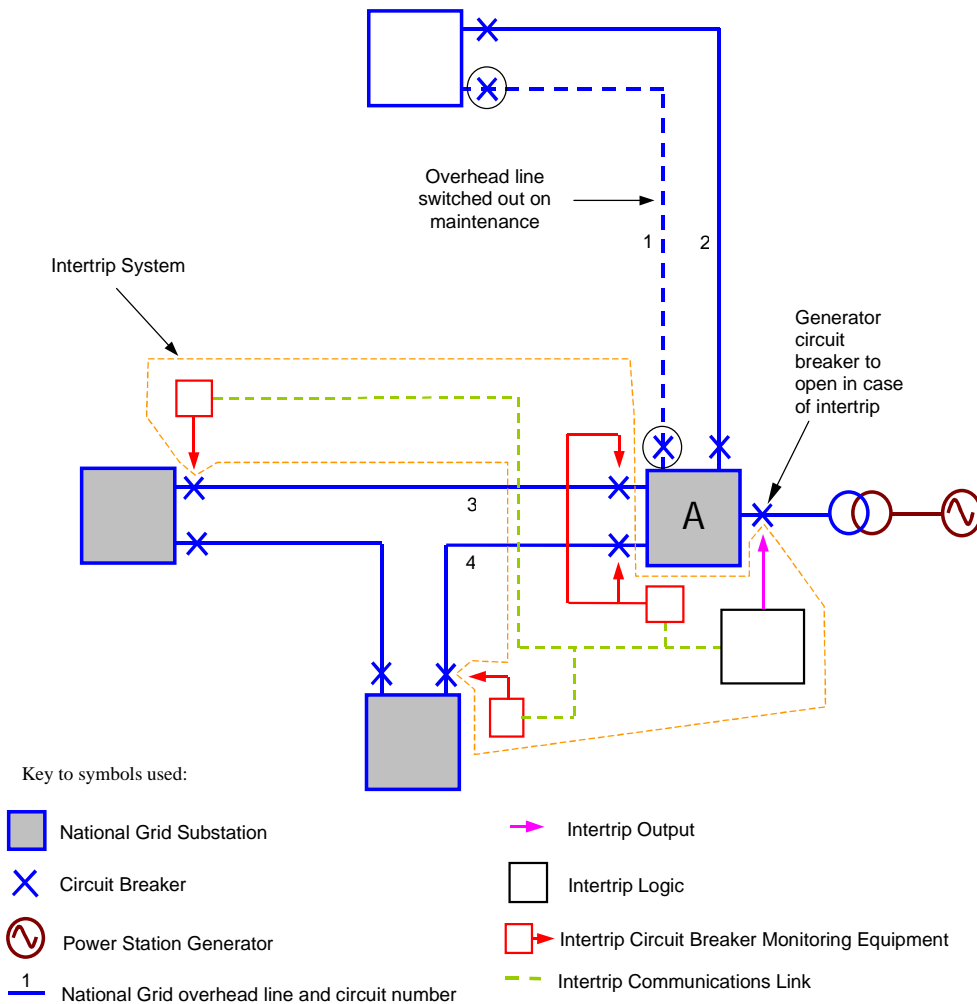 Overhead line
switched out on
maintenance
1
2
Intertrip System
Generator
circuit
breaker to
open in case
of intertrip
3
A
4
Key to symbols used:
National Grid Substation
Intertrip Output
Circuit Breaker
Intertrip Logic
Power Station Generator
Intertrip Circuit Breaker Monitoring Equipment
1
National Grid overhead line and circuit number
Intertrip Communications Link